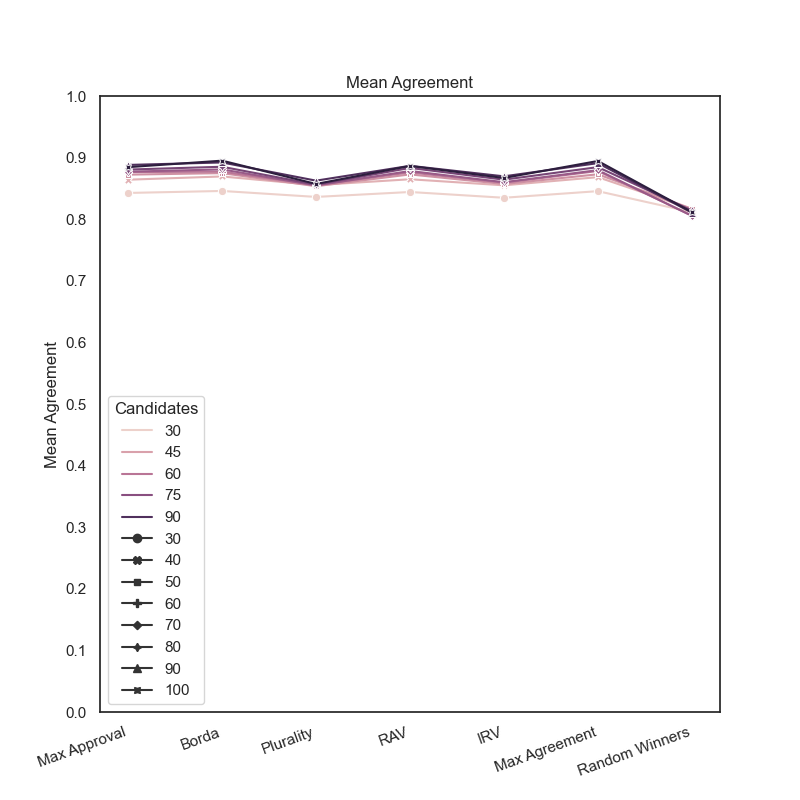 Mean Agreement
1.0
0.9
0.8
0.7
0.6
0.5
0.4
0.3
0.2
0.1
0.0
Mean Agreement
Candidates
30
45
60
75
90
30
40
50
60
70
80
90
100
Max Approval
Borda
Plurality
RAV
IRV
Max Agreement
Random Winners